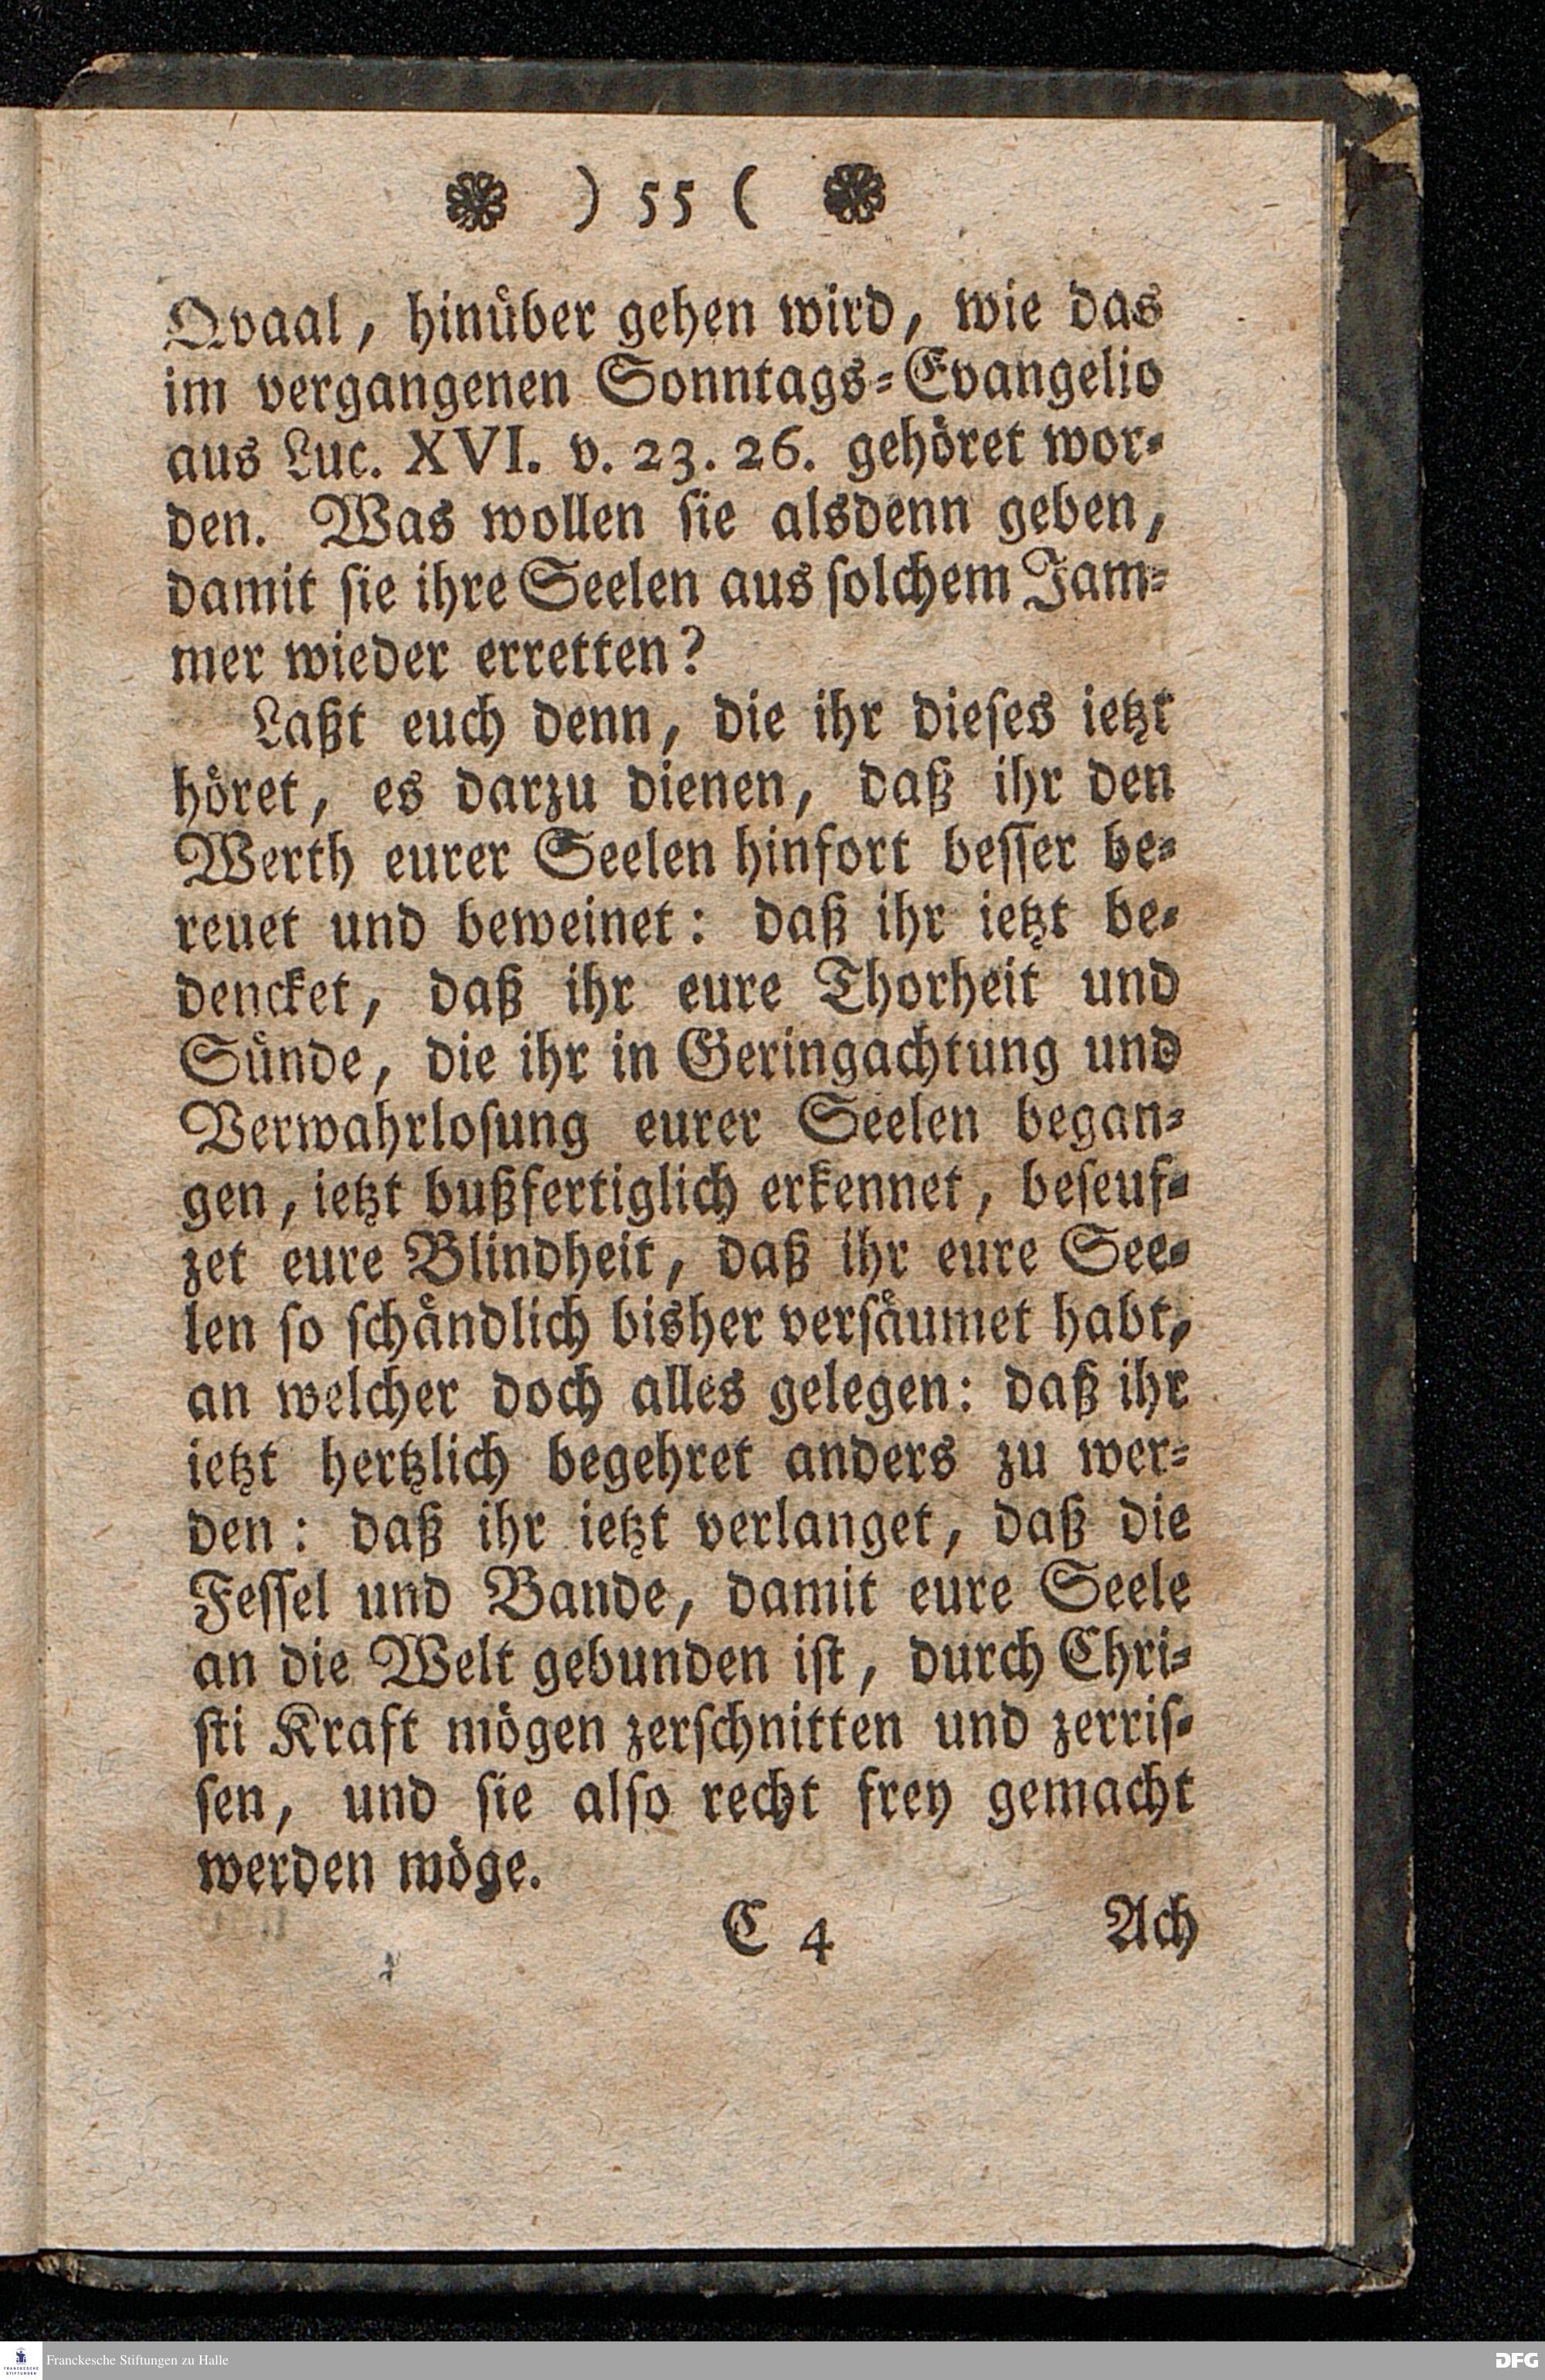 ) 55 (
Qvaal, hinüber gehen wird, wie das
im vergangenen Sonntags-Evangelio
aus Luc. XVI. v. 23. 26. gehöret wor-
den. Was wollen sie alsdenn geben,
damit sie ihre Seelen aus solchem Jam-
mer wieder erretten?
Laßt euch denn, die ihr dieses ietzt
höret, es darzu dienen, daß ihr den
Werth eurer Seelen hinfort besser be-
reuet und beweinet: daß ihr ietzt be-
dencket, daß ihr eure Thorheit und
Sünde, die ihr in Geringachtung und
Verwahrlosung eurer Seelen began-
gen, ietzt bußfertiglich erkennet, beseuf-
zet eure Blindheit, daß ihr eure See-
len so schändlich bisher versäumet habt,
an welcher doch alles gelegen: daß ihr
ietzt hertzlich begehret anders zu wer-
den: daß ihr ietzt verlanget, daß die
Fessel und Bande, damit eure Seele
an die Welt gebunden ist, durch Chri-
sti Kraft mögen zerschnitten und zerris-
sen, und sie also recht frey gemacht
werden möge.
C 4 Ach
FRANCKESCHE STIFTUNGEN
Franckesche Stiftungen zu Halle
DFG